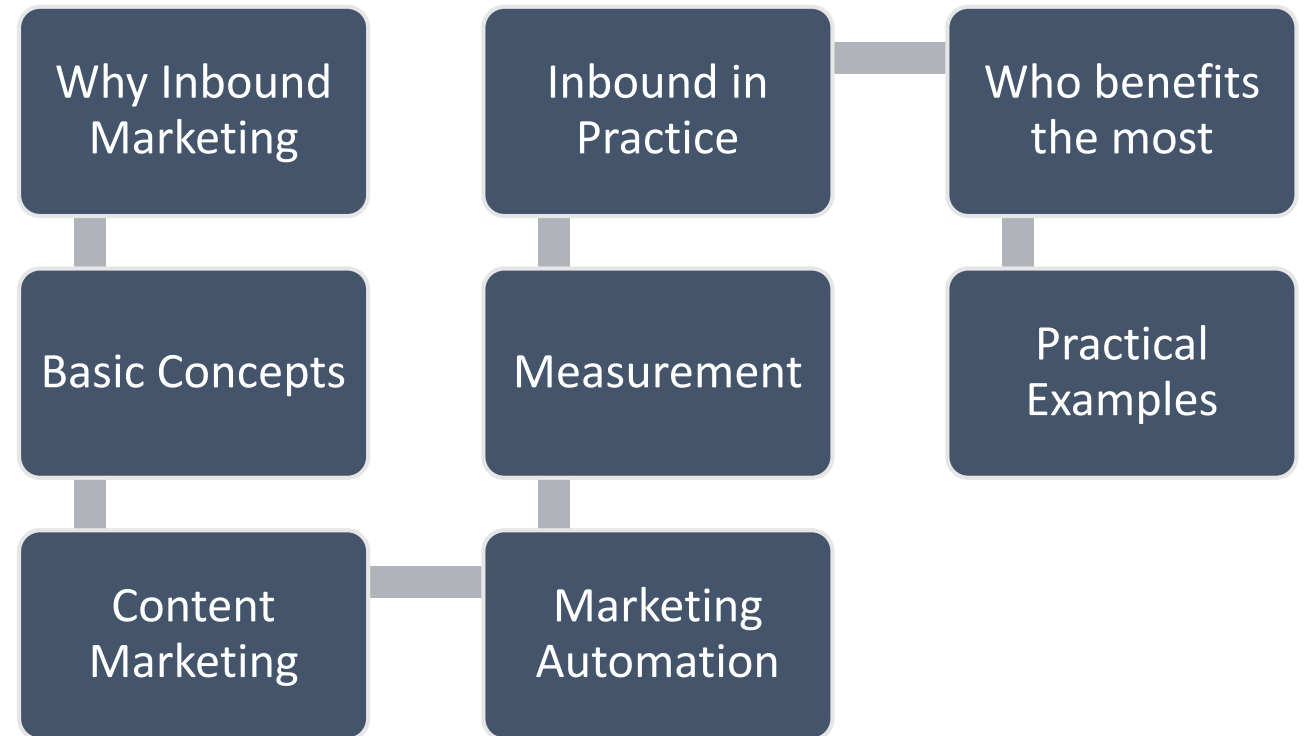 Why Inbound
Marketing
Basic Concepts
Content
Marketing
Marketing
Automation
Measurement
Inbound in
Practice
Who benefits
the most
Practical
Examples